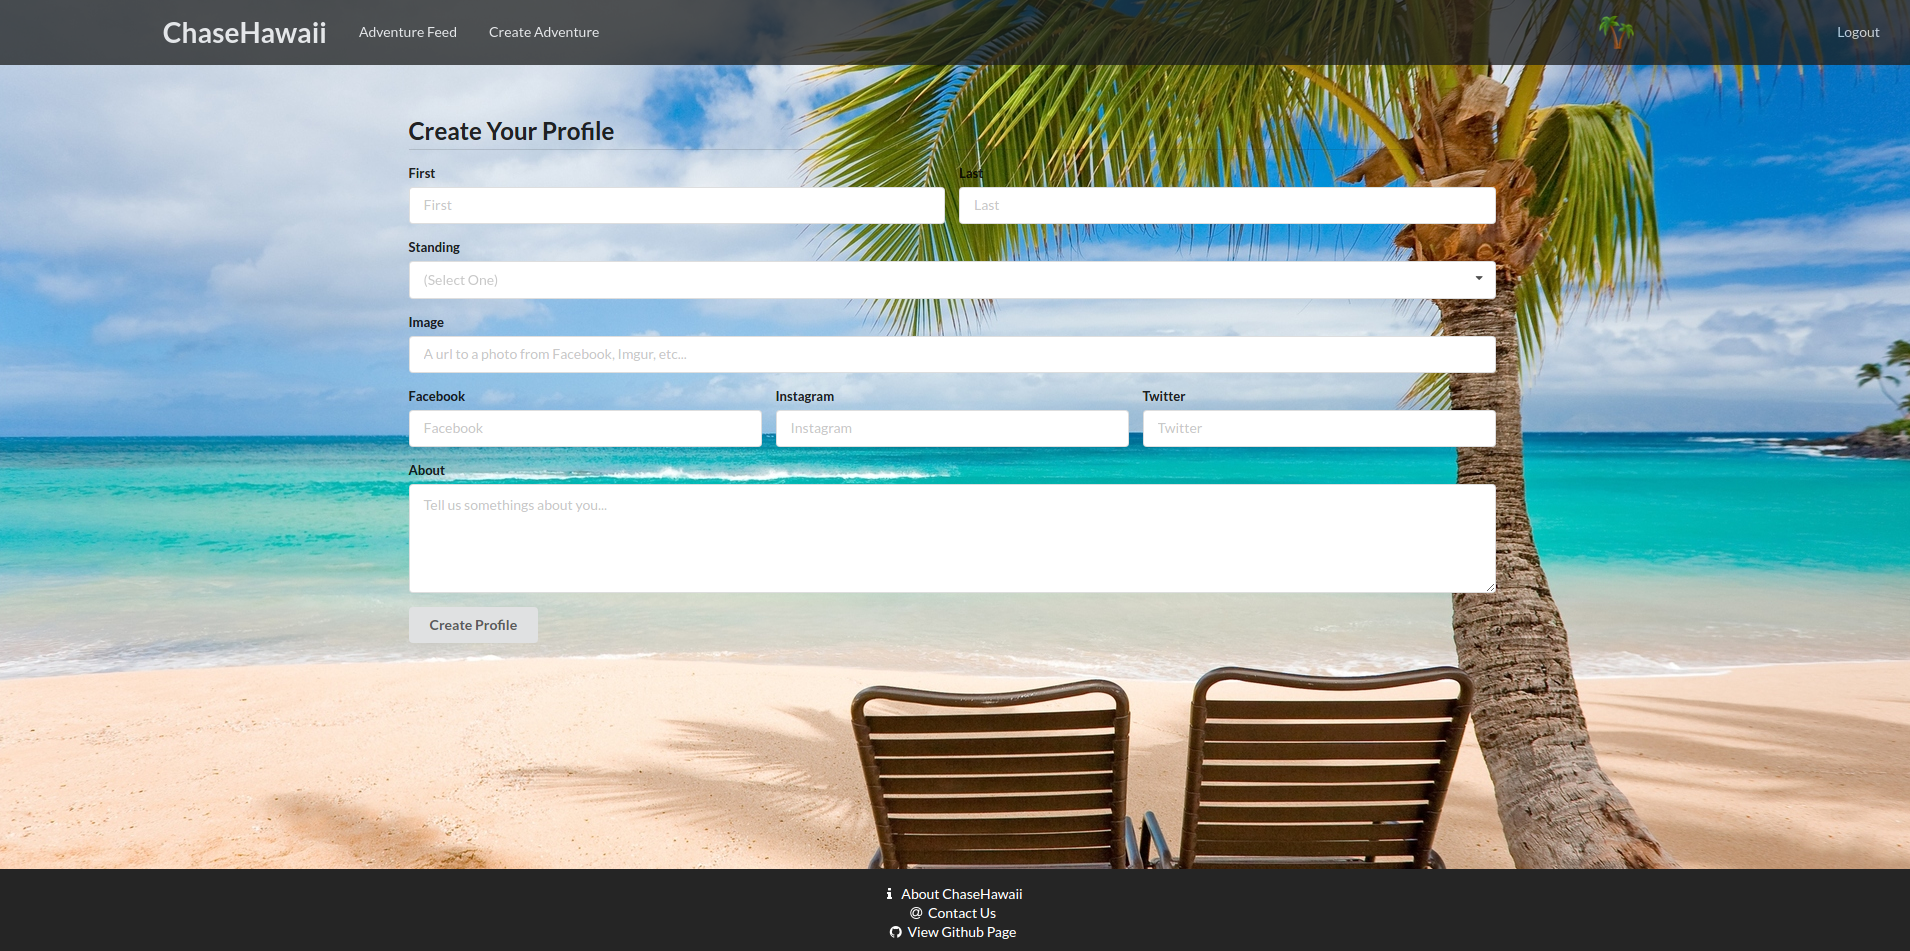 ChaseHawaii Adventure Feed Create Adventure Logout
Create Your Profile
First Last
First Last
Standing
(Select One)
Image
A url to a photo from Facebook, Imgur, etc...
Facebook Instagram Twitter
Facebook Instagram Twitter
About
Tell us somethings about you...
Create Profile
About ChaseHawaii
@ Contact Us
View Github Page